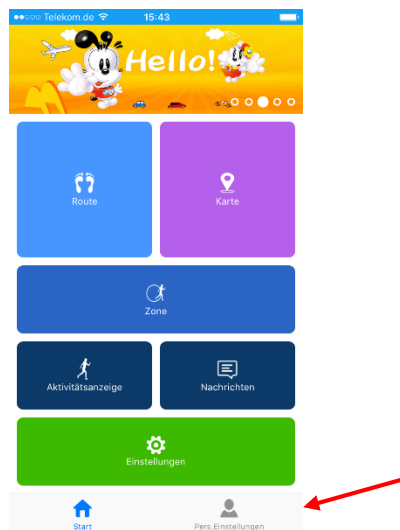 Telekom.de 15:43
Hello!
Route
Karte
Zone
Aktivitätsanzeige
Nachrichten
Einstellungen
Start
Pers.Einstellungen